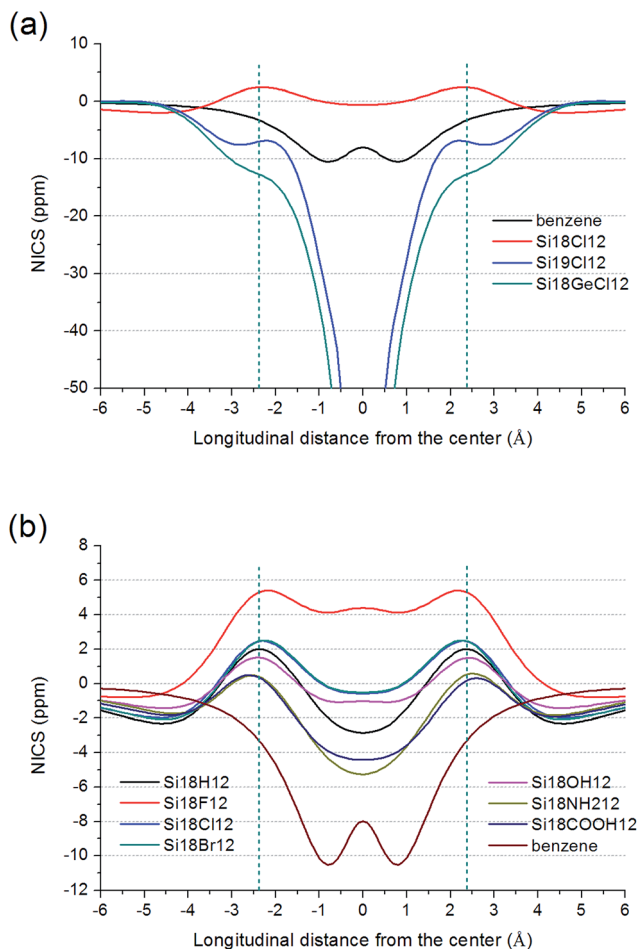 (a)
10
0
-10
-20
-30
-40
-50
NICS (ppm)
benzene
Si18Cl12
Si19Cl12
Si18GeCl12
-6 -5 -4 -3 -2 -1 0 1 2 3 4 5 6
Longitudinal distance from the center (Å)
(b)
8
6
4
2
0
-2
-4
-6
-8
-10
-12
NICS (ppm)
Si18H12
Si18F12
Si18Cl12
Si18Br12
Si18OH12
Si18NH212
Si18COOH12
benzene
-6 -5 -4 -3 -2 -1 0 1 2 3 4 5 6
Longitudinal distance from the center (Å)